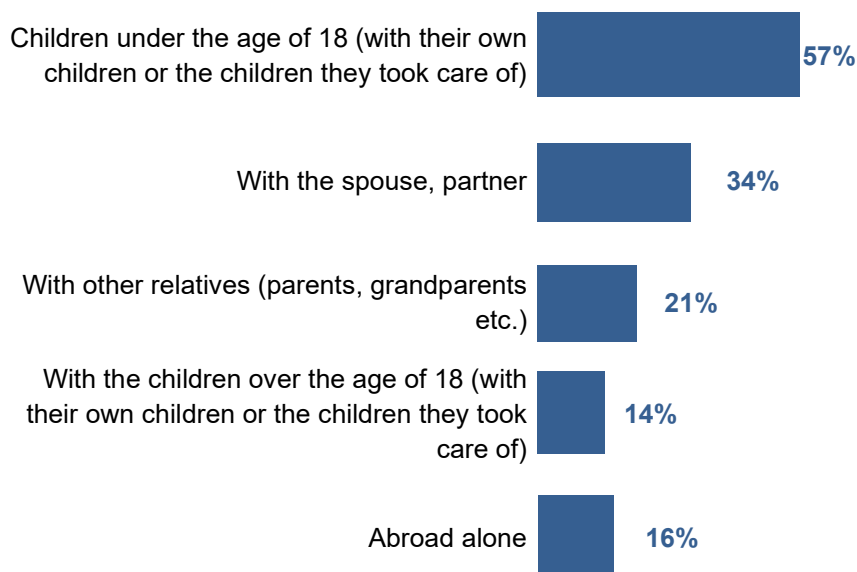 Children under the age of 18 (with their own
children or the children they took care of)
57%
With the spouse, partner
34%
With other relatives (parents, grandparents
etc.)
21%
With the children over the age of 18 (with
their own children or the children they took
care of)
14%
Abroad alone
16%